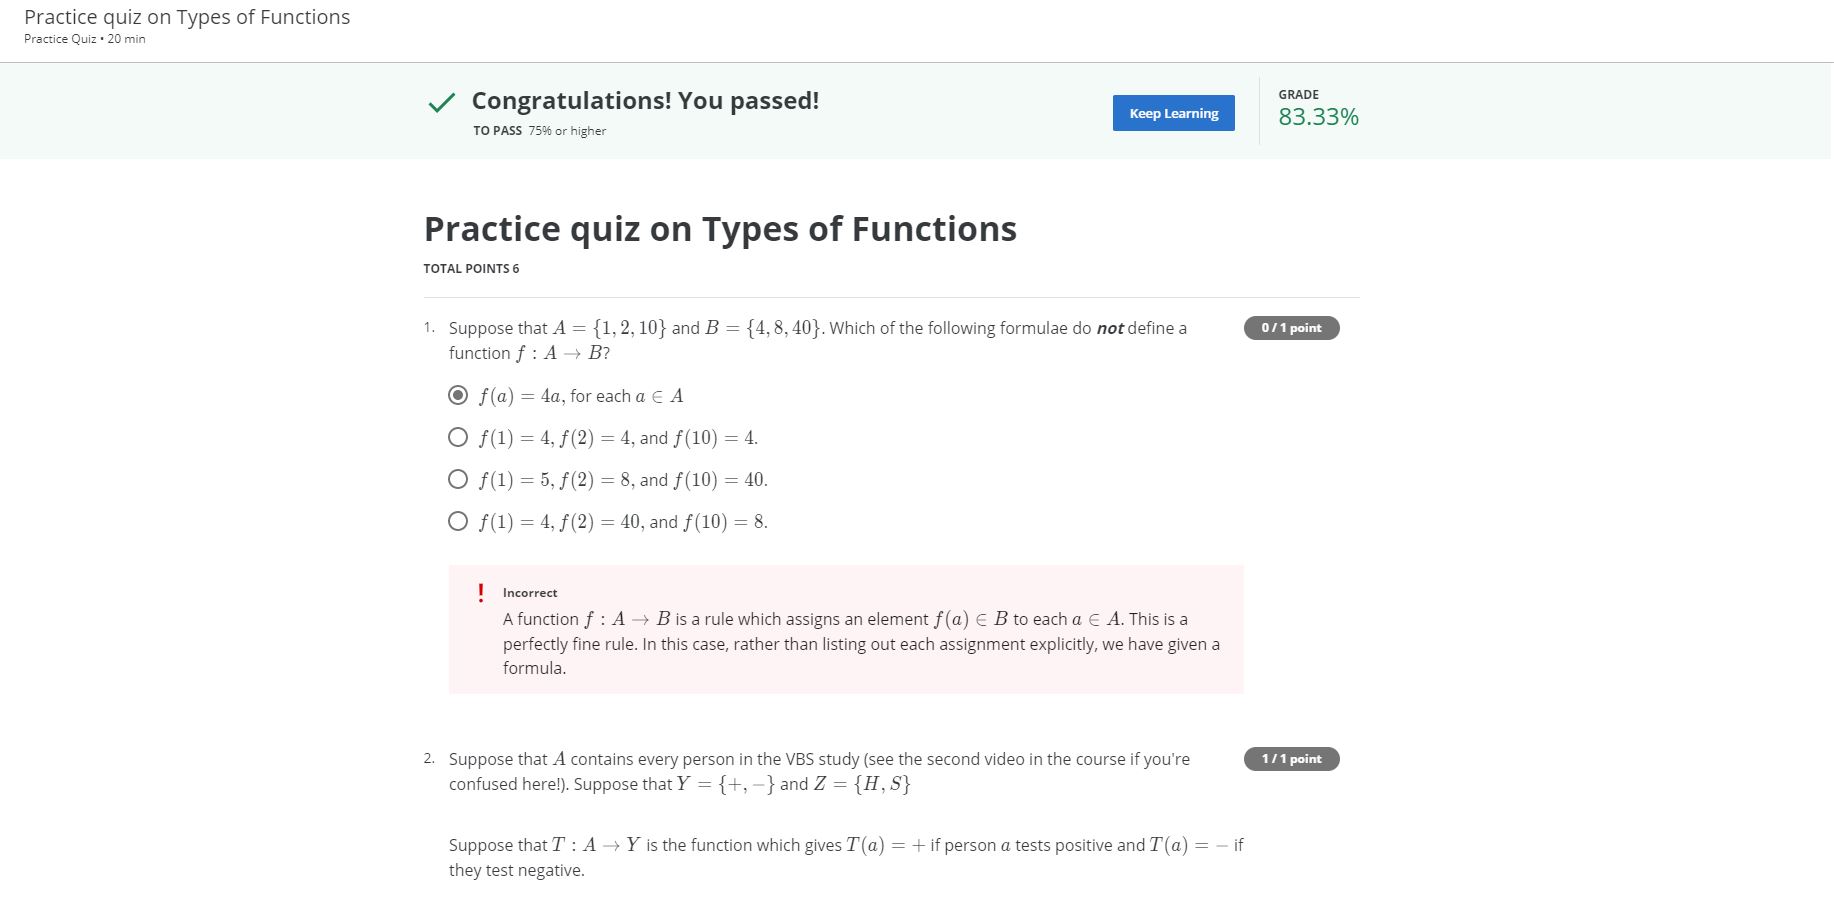 Practice quiz on Types of Functions
Practice Quiz • 20 min
Congratulations! You passed!
TO PASS 75% or higher
Keep Learning
GRADE
83.33%
Practice quiz on Types of Functions
TOTAL POINTS 6
1. Suppose that A = {1, 2, 10} and B = {4, 8, 40}. Which of the following formulae do not define a
function f : A → B?
0 / 1 point
f(a) = 4a, for each a ∈ A
f(1) = 4, f(2) = 4, and f(10) = 4.
f(1) = 5, f(2) = 8, and f(10) = 40.
f(1) = 4, f(2) = 40, and f(10) = 8.
! Incorrect
A function f : A → B is a rule which assigns an element f(a) ∈ B to each a ∈ A. This is a
perfectly fine rule. In this case, rather than listing out each assignment explicitly, we have given a
formula.
2. Suppose that A contains every person in the VBS study (see the second video in the course if you're
confused here!). Suppose that Y = {+, −} and Z = {H, S}
1 / 1 point
Suppose that T : A → Y is the function which gives T(a) = + if person a tests positive and T(a) = − if
they test negative.